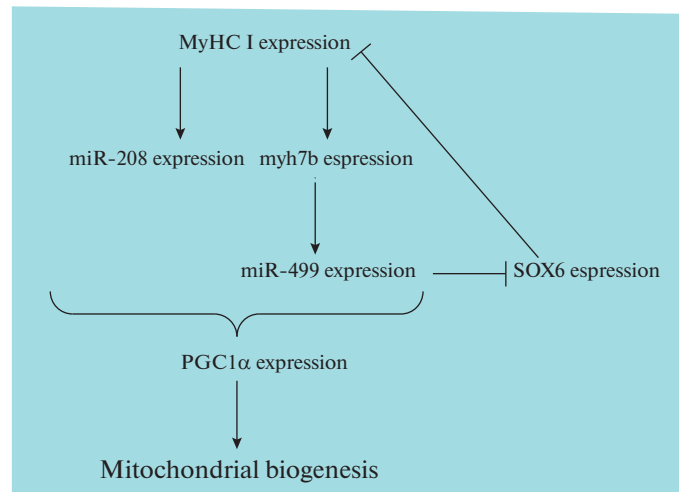 MyHC I expression
miR-208 expression
myh7b espression
miR-499 expression
SOX6 espression
PGC1α expression
Mitochondrial biogenesis